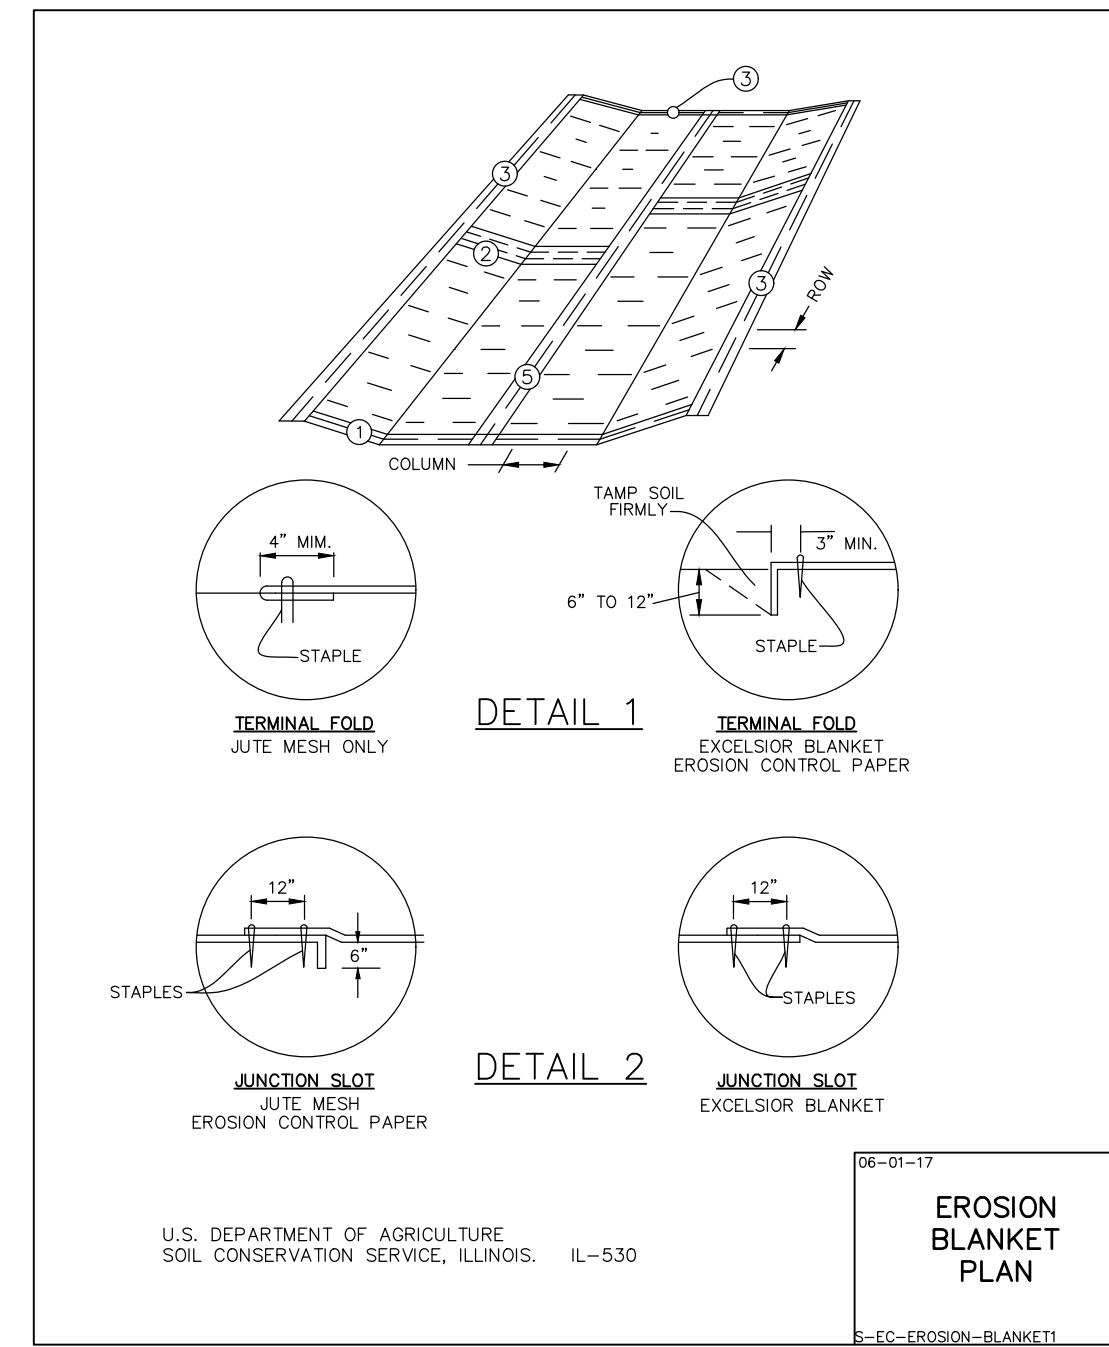 3
3
2
3
ROW
5
1
COLUMN
4" MIM.
STAPLE
TERMINAL FOLD
JUTE MESH ONLY
DETAIL 1
TAMP SOIL
FIRMLY
3" MIN.
6" TO 12"
STAPLE
TERMINAL FOLD
EXCELSIOR BLANKET
EROSION CONTROL PAPER
12"
6"
STAPLES
JUNCTION SLOT
JUTE MESH
EROSION CONTROL PAPER
DETAIL 2
12"
STAPLES
JUNCTION SLOT
EXCELSIOR BLANKET
U.S. DEPARTMENT OF AGRICULTURE
SOIL CONSERVATION SERVICE, ILLINOIS. IL-530
06-01-17
EROSION
BLANKET
PLAN
S-EC-EROSION-BLANKET1